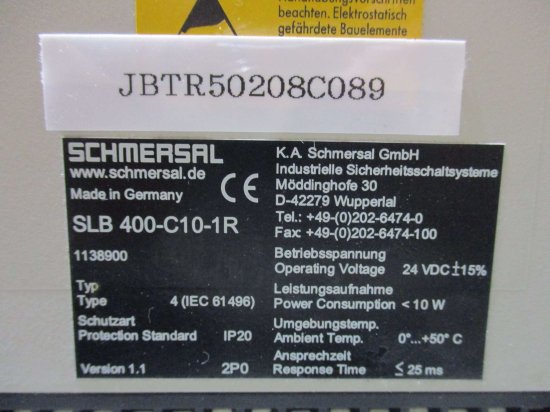 beachten. Elektrostatisch
gefährdete Bauelemente
JBTR50208C089
SCHMERSAL
www.schmersal.de
Made in Germany
CE
SLB 400-C10-1R
1138900
Typ
Type 4 (IEC 61496)
Schutzart
Protection Standard IP20
Version 1.1 2P0
K.A. Schmersal GmbH
Industrielle Sicherheitsschaltsysteme
Möddinghofe 30
D-42279 Wuppertal
Tel.: +49-(0)202-6474-0
Fax: +49-(0)202-6474-100
Betriebsspannung
Operating Voltage 24 VDC ±15%
Leistungsaufnahme
Power Consumption < 10 W
Umgebungstemp.
Ambient Temp. 0°...+50° C
Ansprechzeit
Response Time ≤ 25 ms